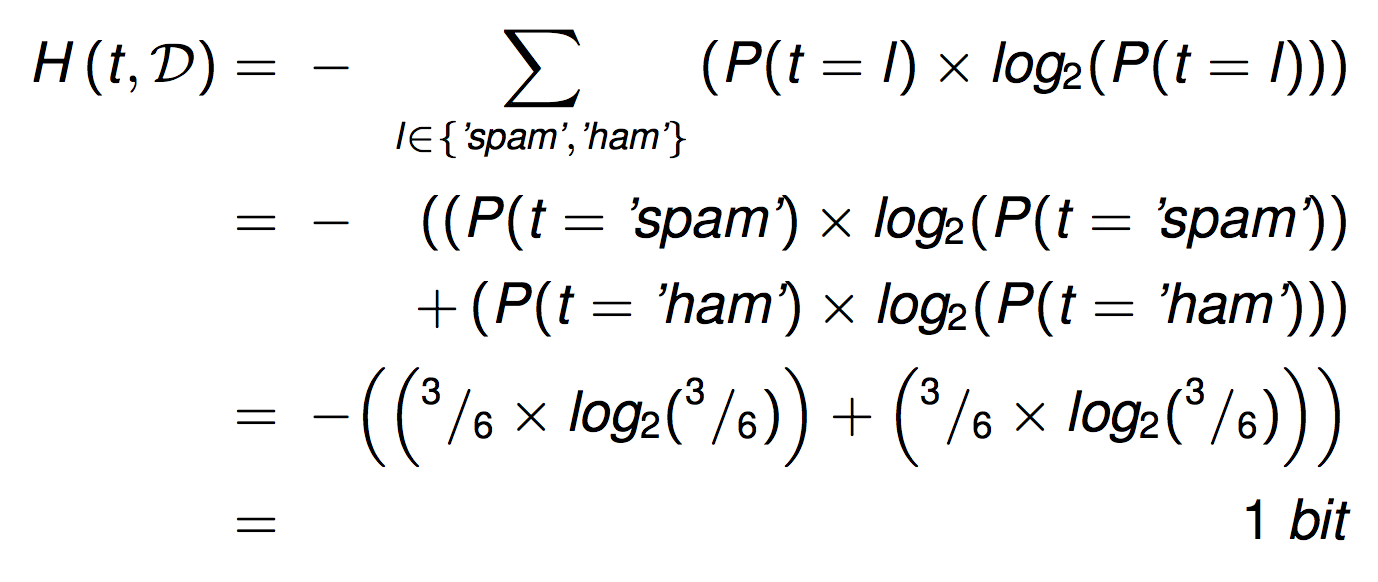 H (t, 𝒟) = − ∑ (P(t = l) × log₂(P(t = l)))
l∈{’spam’,’ham’}
= − ((P(t = ’spam’) × log₂(P(t = ’spam’))
+ (P(t = ’ham’) × log₂(P(t = ’ham’)))
= −((³/₆ × log₂(³/₆)) + (³/₆ × log₂(³/₆)))
= 1 bit